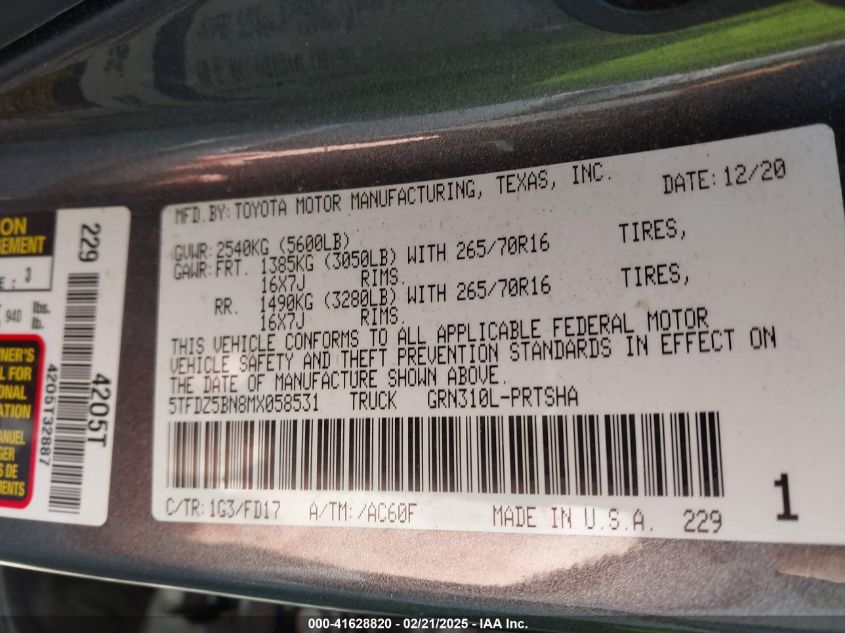 MFD.BY:TOYOTA MOTOR MANUFACTURING, TEXAS, INC. DATE:12/20
GVWR:2540KG (5600LB)
GAWR:FRT. 1385KG (3050LB) WITH 265/70R16 TIRES,
16X7J RIMS.
RR. 1490KG (3280LB) WITH 265/70R16 TIRES,
16X7J RIMS.
THIS VEHICLE CONFORMS TO ALL APPLICABLE FEDERAL MOTOR
VEHICLE SAFETY AND THEFT PREVENTION STANDARDS IN EFFECT ON
THE DATE OF MANUFACTURE SHOWN ABOVE.
5TFDZ5BN8MX058531 TRUCK GRN310L-PRTSHA
C/TR:1G3/FD17 A/TM:/AC60F MADE IN U.S.A. 229
1
229
4205T
4205T32887
: 3
940 lbs.
lb.
000-41628820 / 02/21/2025 / IAA Inc.